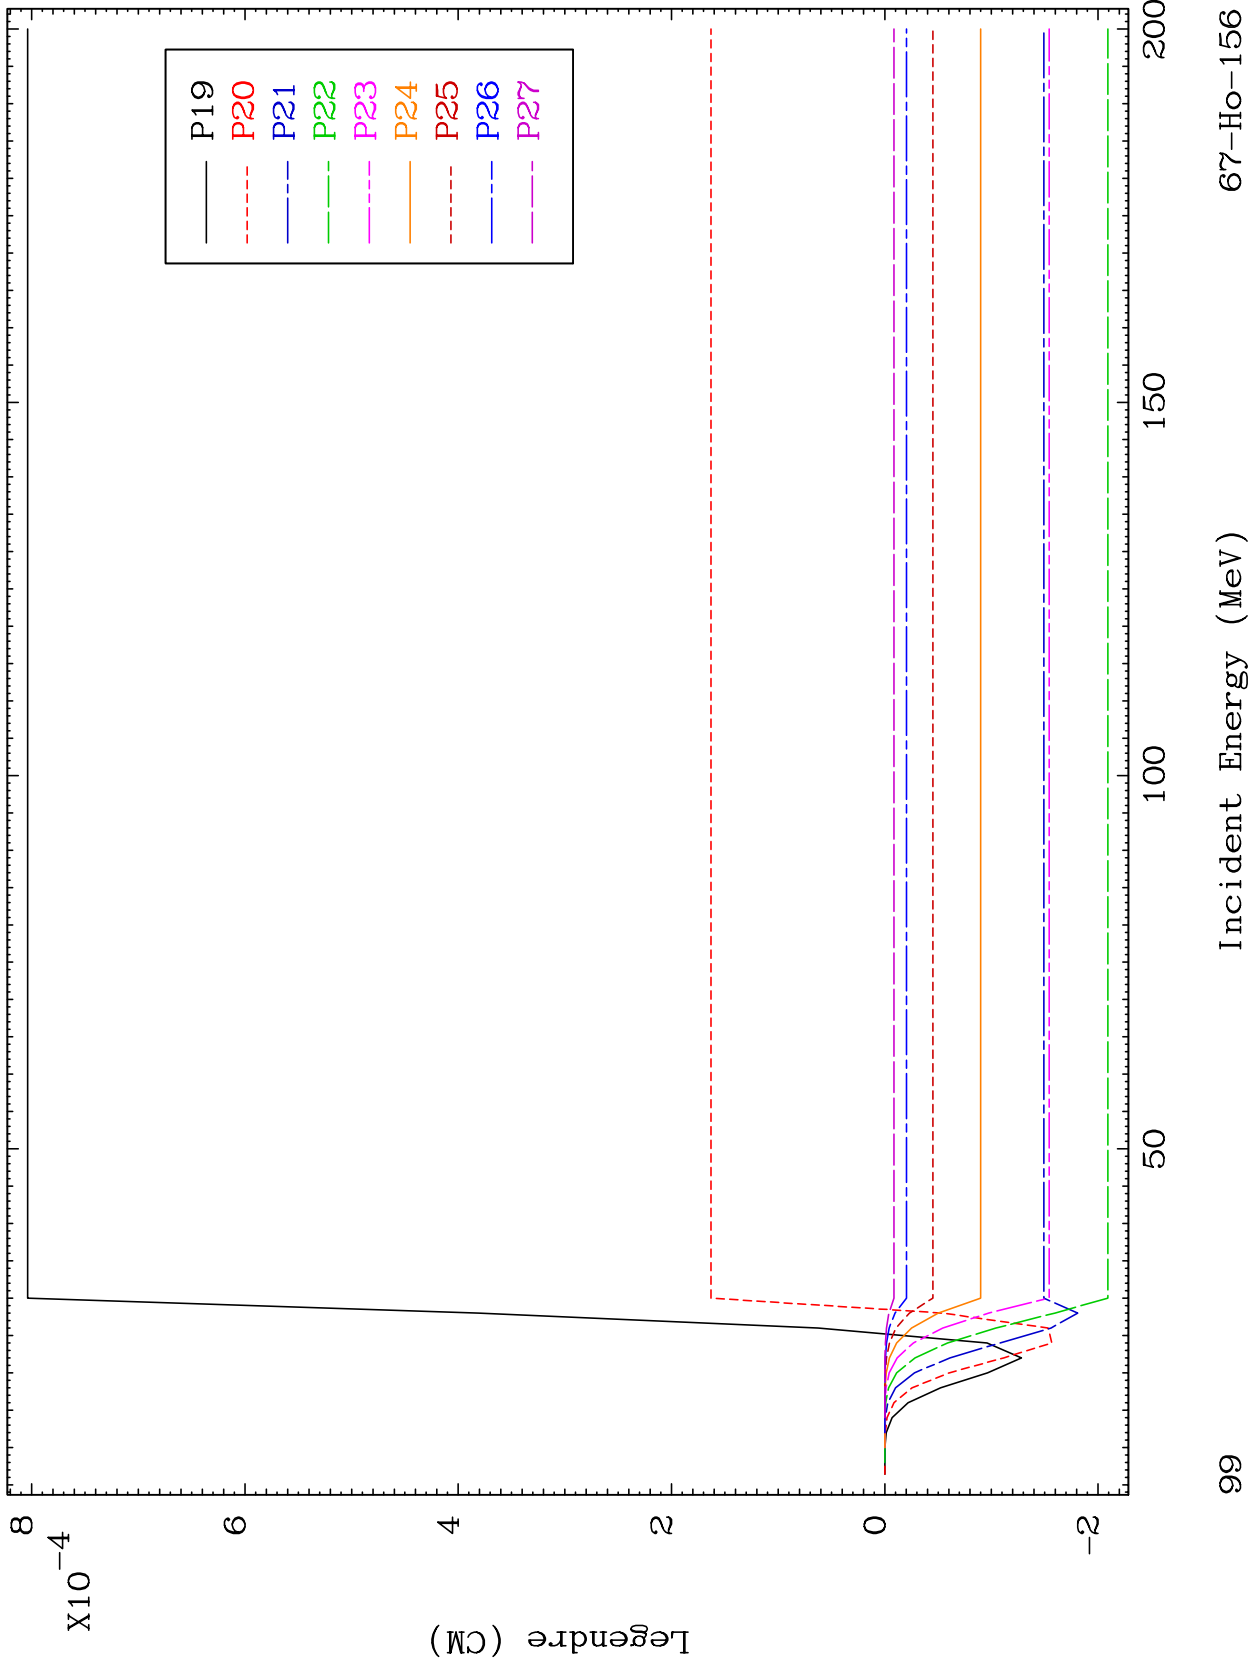 X10
-4
8
6
4
2
0
-2
Legendre (CM)
P19
P20
P21
P22
P23
P24
P25
P26
P27
50
100
150
200
Incident Energy (MeV)
99
67-Ho-156